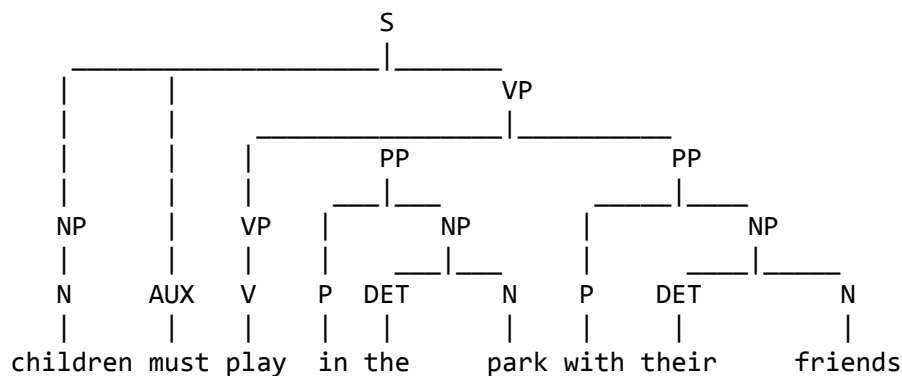 S
VP
PP PP
NP VP NP NP
N AUX V P DET N P DET N
children must play in the park with their friends